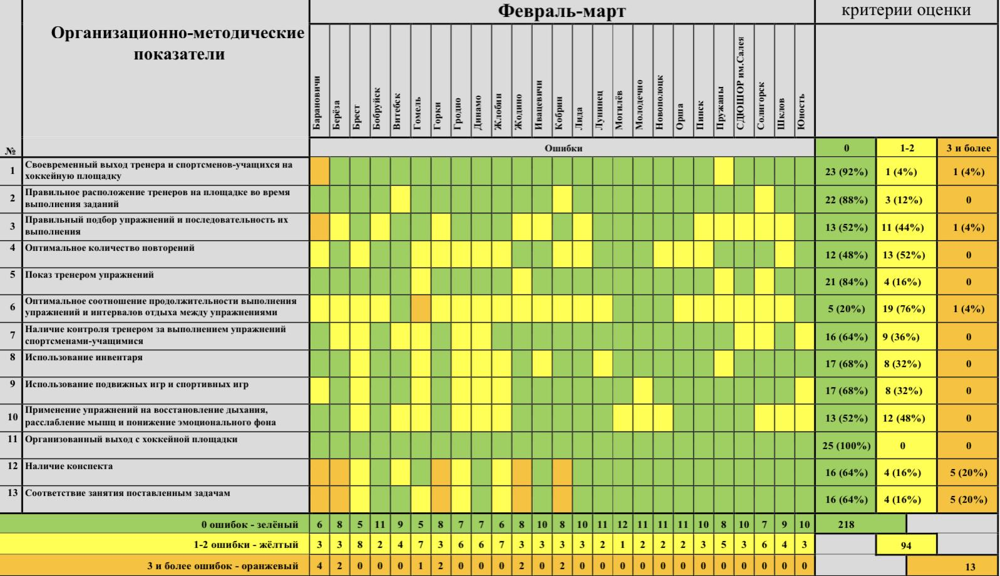 Февраль-март
критерии оценки
Организационно-методические
показатели
Барановичи
Берёза
Брест
Бобруйск
Витебск
Гомель
Горки
Гродно
Динамо
Жлобин
Жодино
Ивацевичи
Кобрин
Лида
Лунинец
Могилёв
Молодечно
Новополоцк
Орша
Пинск
Пружаны
СДЮШОР им.Салея
Солигорск
Шклов
Юность
№ Ошибки 0 1-2 3 и более
1 Своевременный выход тренера и спортсменов-учащихся на
хоккейную площадку
23 (92%) 1 (4%) 1 (4%)
2 Правильное расположение тренеров на площадке во время
выполнения заданий
22 (88%) 3 (12%) 0
3 Правильный подбор упражнений и последовательность их
выполнения
13 (52%) 11 (44%) 1 (4%)
4 Оптимальное количество повторений
12 (48%) 13 (52%) 0
5 Показ тренером упражнений
21 (84%) 4 (16%) 0
6 Оптимальное соотношение продолжительности выполнения
упражнений и интервалов отдыха между упражнениями
5 (20%) 19 (76%) 1 (4%)
7 Наличие контроля тренером за выполнением упражнений
спортсменами-учащимися
16 (64%) 9 (36%) 0
8 Использование инвентаря
17 (68%) 8 (32%) 0
9 Использование подвижных игр и спортивных игр
17 (68%) 8 (32%) 0
10 Применение упражнений на восстановление дыхания,
расслабление мышц и понижение эмоционального фона
13 (52%) 12 (48%) 0
11 Организованный выход с хоккейной площадки
25 (100%) 0 0
12 Наличие конспекта
16 (64%) 4 (16%) 5 (20%)
13 Соответствие занятия поставленным задачам
16 (64%) 4 (16%) 5 (20%)
0 ошибок - зелёный 6 8 5 11 9 5 8 7 7 6 8 10 8 10 11 12 11 11 11 10 8 10 7 9 10 218
1-2 ошибки - жёлтый 3 3 8 2 4 7 3 6 6 7 3 3 3 3 2 1 2 2 2 3 5 3 6 4 3 94
3 и более ошибок - оранжевый 4 2 0 0 0 1 2 0 0 0 2 0 2 0 0 0 0 0 0 0 0 0 0 0 0 13